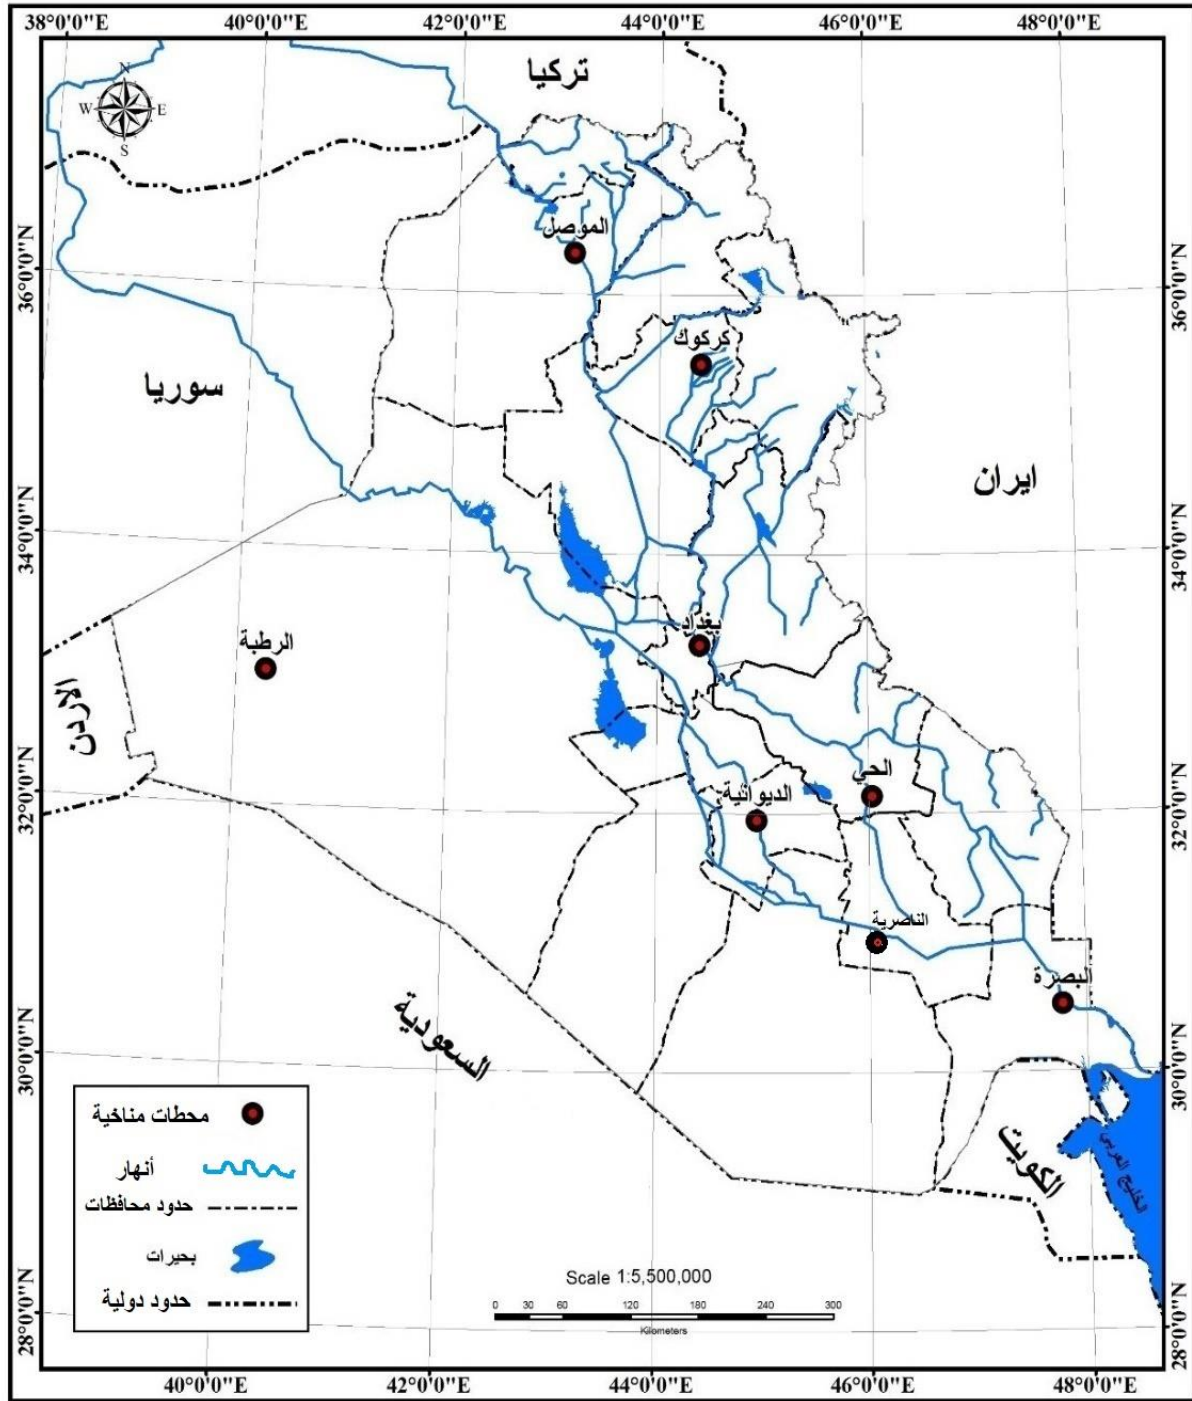 38°0'0"E 40°0'0"E 42°0'0"E 44°0'0"E 46°0'0"E 48°0'0"E
تركيا
N
W E
S
الموصل
36°0'0"N 36°0'0"N
كركوك
سوريا
ايران
34°0'0"N 34°0'0"N
بغداد
الرطبة
الاردن
الحي
32°0'0"N 32°0'0"N
الديوانية
الناصرية
البصرة
السعودية
30°0'0"N 30°0'0"N
الكويت
الخليج العربي
محطات مناخية
أنهار
حدود محافظات
بحيرات
حدود دولية
Scale 1:5,500,000
0 30 60 120 180 240 300
Kilometers
28°0'0"N 28°0'0"N
40°0'0"E 42°0'0"E 44°0'0"E 46°0'0"E 48°0'0"E